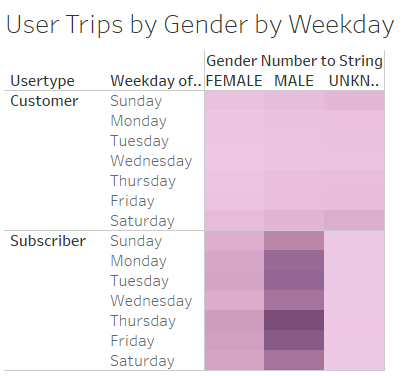 User Trips by Gender by Weekday
Gender Number to String
Usertype Weekday of.. FEMALE MALE UNKN..
Customer Sunday
Monday
Tuesday
Wednesday
Thursday
Friday
Saturday
Subscriber Sunday
Monday
Tuesday
Wednesday
Thursday
Friday
Saturday